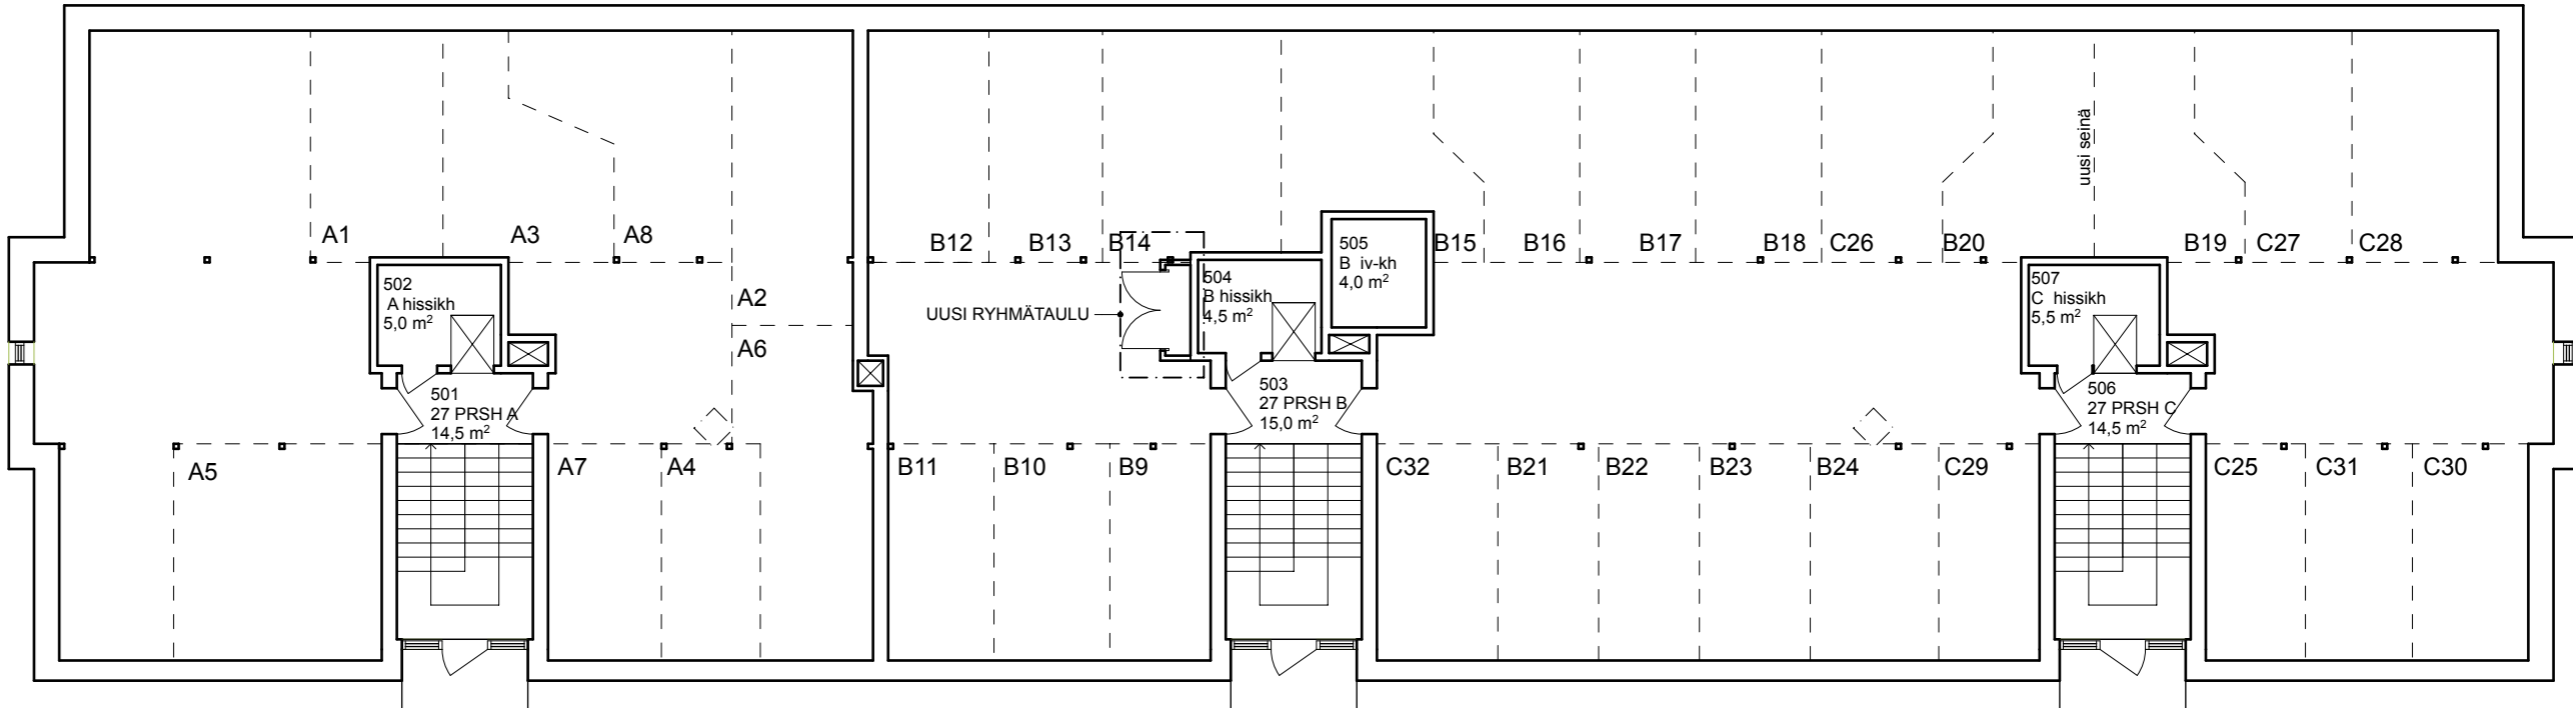 uusi seinä
A1
A3
A8
B12
B13
B14
B15
B16
B17
B18
C26
B20
B19
C27
C28
502
A hissikh
5,0 m²
A2
A6
UUSI RYHMÄTAULU
504
B hissikh
4,5 m²
505
B iv-kh
4,0 m²
507
C hissikh
5,5 m²
501
27 PRSH A
14,5 m²
503
27 PRSH B
15,0 m²
506
27 PRSH C
14,5 m²
A5
A7
A4
B11
B10
B9
C32
B21
B22
B23
B24
C29
C25
C31
C30